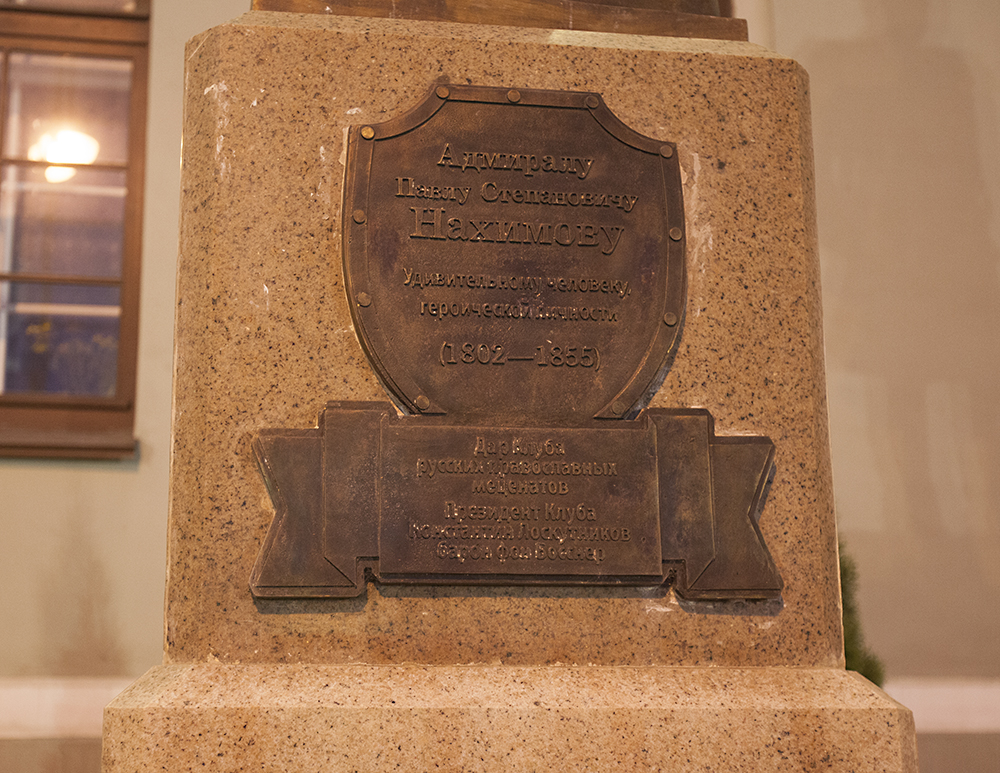 Адмиралу
Павлу Степановичу
Нахимову
Удивительному человеку,
героической личности
(1802—1855)
Дар Клуба
русских православных
меценатов
Президент Клуба
Константин Лоскутников
барон фон